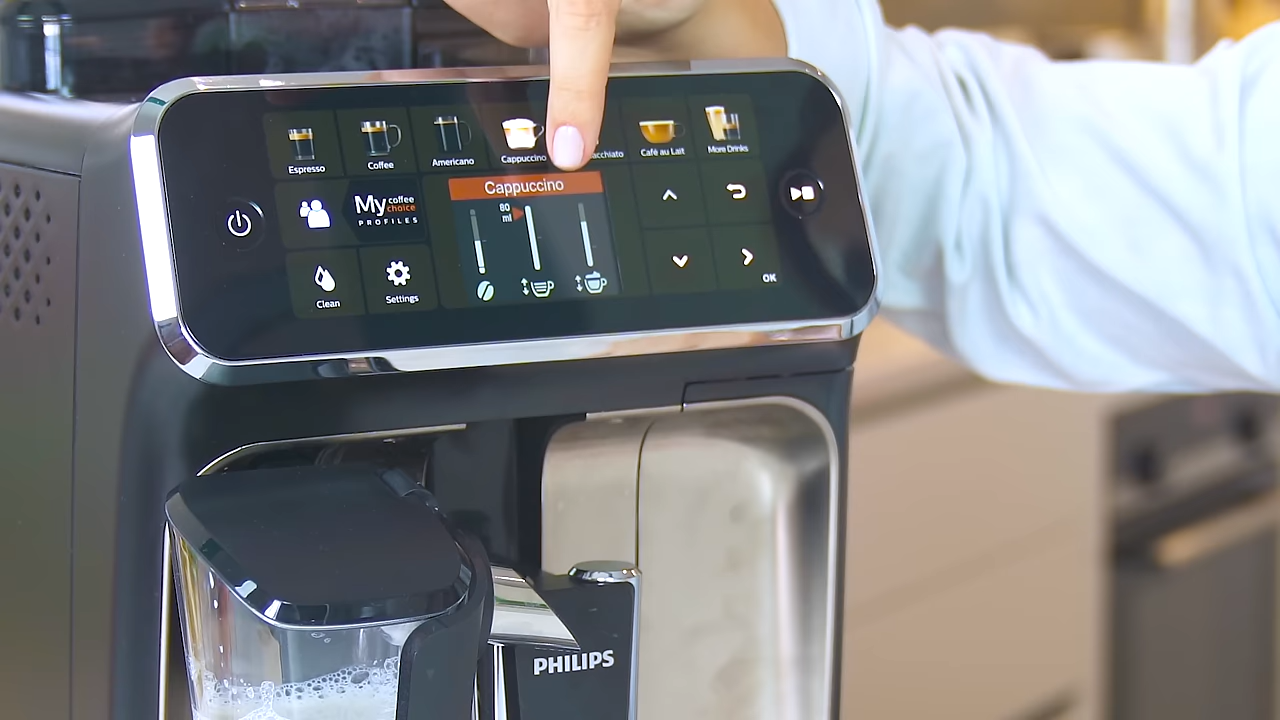 Espresso
Coffee
Americano
Cappuccino
acchiato
Café au Lait
More Drinks
My coffee choice
PROFILES
Cappuccino
80
ml
Clean
Settings
OK
PHILIPS